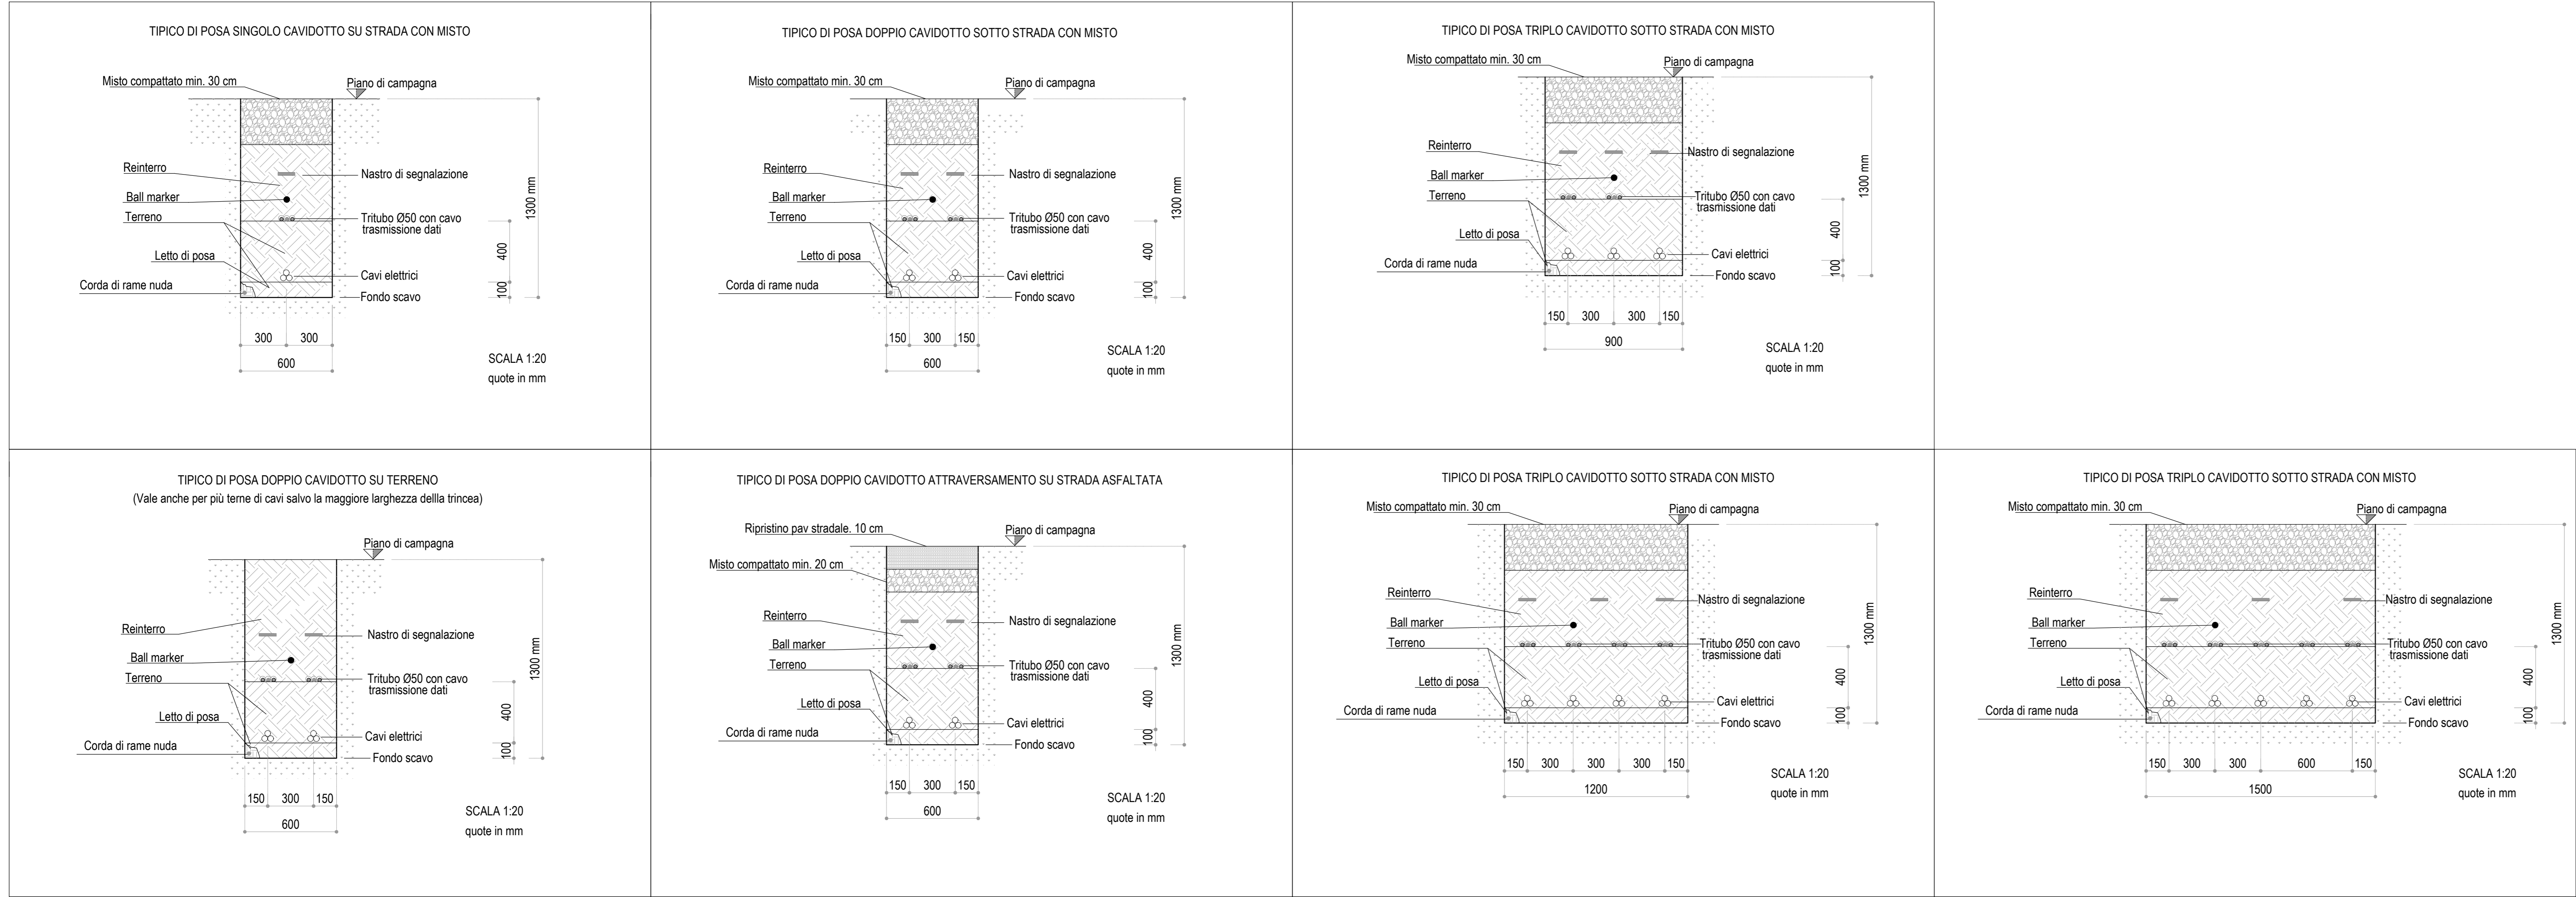 TIPICO DI POSA SINGOLO CAVIDOTTO SU STRADA CON MISTO
Misto compattato min. 30 cm
Piano di campagna
Reinterro
Nastro di segnalazione
Ball marker
Terreno
Tritubo Ø50 con cavo
trasmissione dati
Letto di posa
Cavi elettrici
Corda di rame nuda
Fondo scavo
1300 mm
400
100
300 300
600
SCALA 1:20
quote in mm
TIPICO DI POSA DOPPIO CAVIDOTTO SOTTO STRADA CON MISTO
Misto compattato min. 30 cm
Piano di campagna
Reinterro
Nastro di segnalazione
Ball marker
Terreno
Tritubo Ø50 con cavo
trasmissione dati
Letto di posa
Cavi elettrici
Corda di rame nuda
Fondo scavo
1300 mm
400
100
150 300 150
600
SCALA 1:20
quote in mm
TIPICO DI POSA TRIPLO CAVIDOTTO SOTTO STRADA CON MISTO
Misto compattato min. 30 cm
Piano di campagna
Reinterro
Nastro di segnalazione
Ball marker
Terreno
Tritubo Ø50 con cavo
trasmissione dati
Letto di posa
Cavi elettrici
Corda di rame nuda
Fondo scavo
1300 mm
400
100
150 300 300 150
900
SCALA 1:20
quote in mm
TIPICO DI POSA DOPPIO CAVIDOTTO SU TERRENO
(Vale anche per più terne di cavi salvo la maggiore larghezza dellla trincea)
Piano di campagna
Reinterro
Nastro di segnalazione
Ball marker
Terreno
Tritubo Ø50 con cavo
trasmissione dati
Letto di posa
Cavi elettrici
Corda di rame nuda
Fondo scavo
1300 mm
400
100
150 300 150
600
SCALA 1:20
quote in mm
TIPICO DI POSA DOPPIO CAVIDOTTO ATTRAVERSAMENTO SU STRADA ASFALTATA
Ripristino pav stradale. 10 cm
Piano di campagna
Misto compattato min. 20 cm
Reinterro
Nastro di segnalazione
Ball marker
Terreno
Tritubo Ø50 con cavo
trasmissione dati
Letto di posa
Cavi elettrici
Corda di rame nuda
Fondo scavo
1300 mm
400
100
150 300 150
600
SCALA 1:20
quote in mm
TIPICO DI POSA TRIPLO CAVIDOTTO SOTTO STRADA CON MISTO
Misto compattato min. 30 cm
Piano di campagna
Reinterro
Nastro di segnalazione
Ball marker
Terreno
Tritubo Ø50 con cavo
trasmissione dati
Letto di posa
Cavi elettrici
Corda di rame nuda
Fondo scavo
1300 mm
400
100
150 300 300 300 150
1200
SCALA 1:20
quote in mm
TIPICO DI POSA TRIPLO CAVIDOTTO SOTTO STRADA CON MISTO
Misto compattato min. 30 cm
Piano di campagna
Reinterro
Nastro di segnalazione
Ball marker
Terreno
Tritubo Ø50 con cavo
trasmissione dati
Letto di posa
Cavi elettrici
Corda di rame nuda
Fondo scavo
1300 mm
400
100
150 300 300 600 150
1500
SCALA 1:20
quote in mm